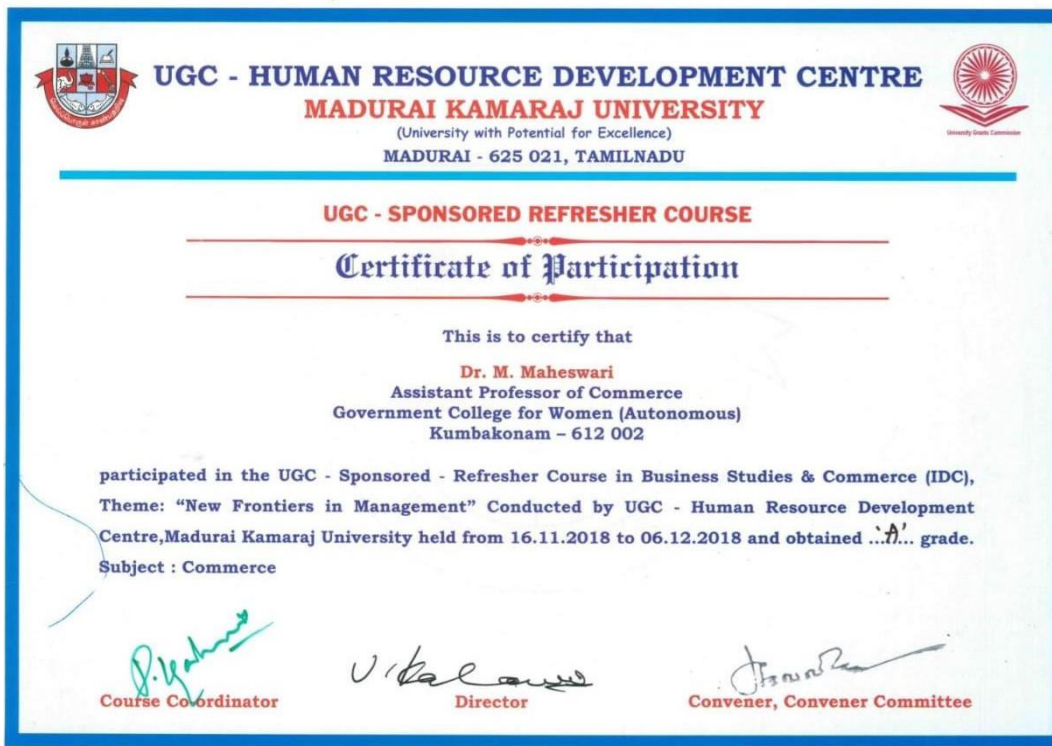 UGC - HUMAN RESOURCE DEVELOPMENT CENTRE
MADURAI KAMARAJ UNIVERSITY
(University with Potential for Excellence)
MADURAI - 625 021, TAMILNADU
University Grants Commission
UGC - SPONSORED REFRESHER COURSE
Certificate of Participation
This is to certify that
Dr. M. Maheswari
Assistant Professor of Commerce
Government College for Women (Autonomous)
Kumbakonam – 612 002
participated in the UGC - Sponsored - Refresher Course in Business Studies & Commerce (IDC),
Theme: “New Frontiers in Management” Conducted by UGC - Human Resource Development
Centre,Madurai Kamaraj University held from 16.11.2018 to 06.12.2018 and obtained ...'A'... grade.
Subject : Commerce
Course Co-ordinator
Director
Convener, Convener Committee